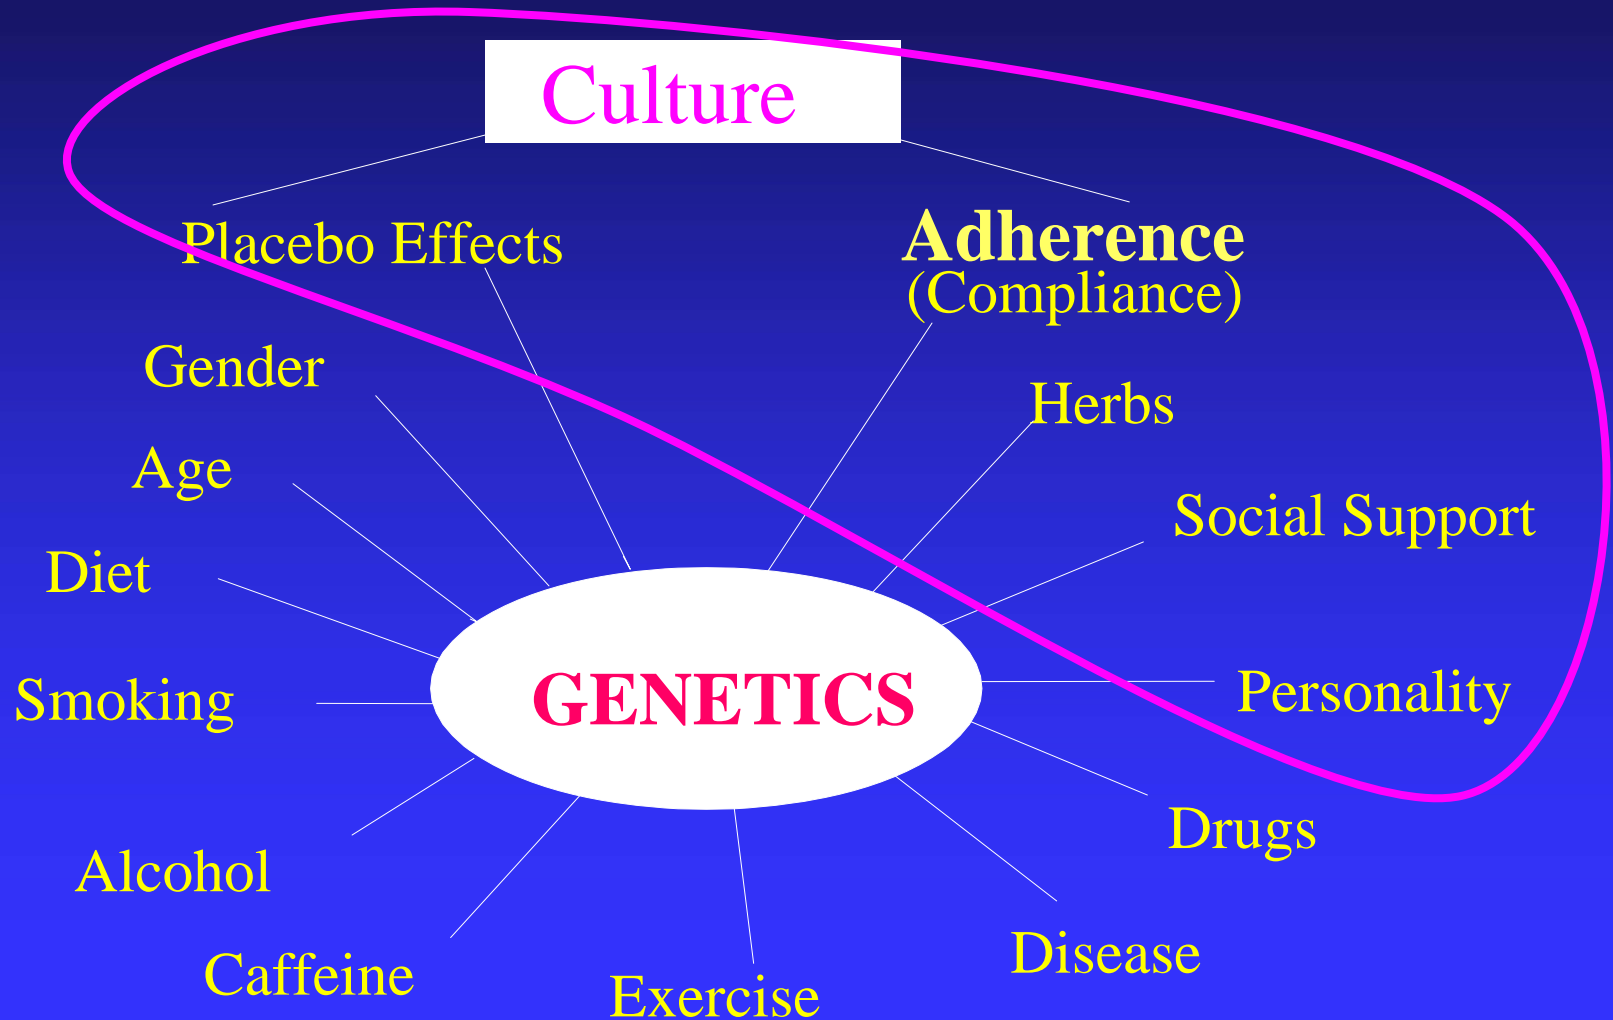 Culture
Placebo Effects
Adherence
(Compliance)
Gender
Herbs
Age
Social Support
Diet
Smoking
GENETICS
Personality
Drugs
Alcohol
Disease
Caffeine
Exercise